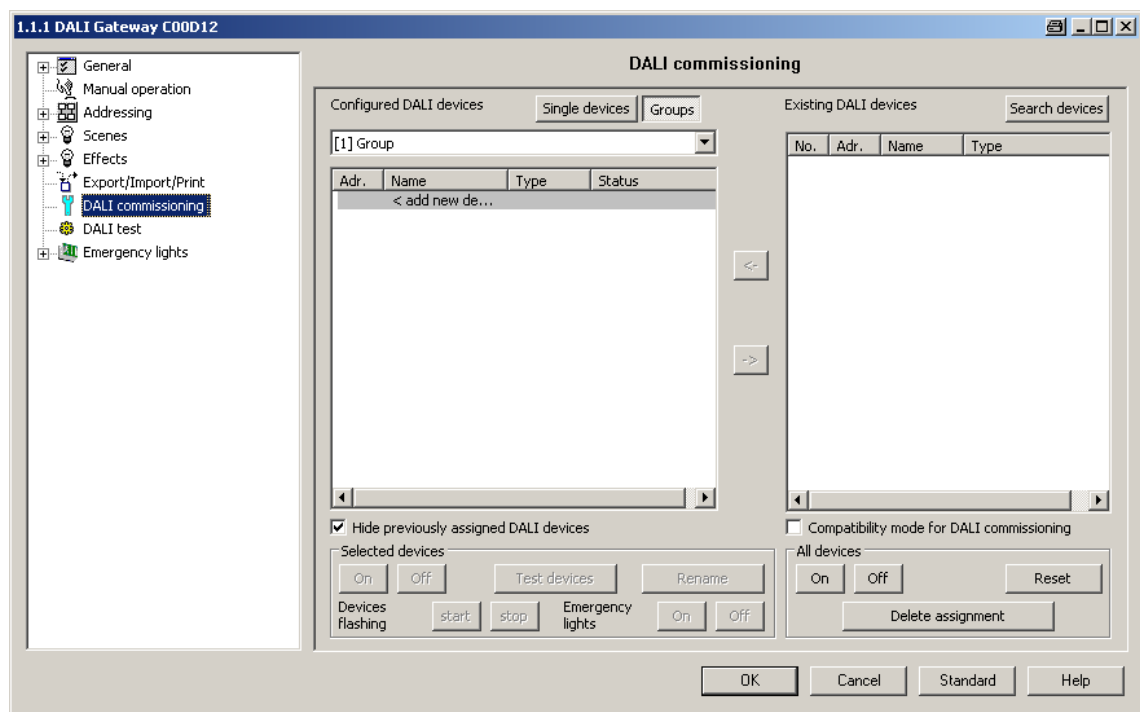 1.1.1 DALI Gateway C00D12
General
Manual operation
Addressing
Scenes
Effects
Export/Import/Print
DALI commissioning
DALI test
Emergency lights
DALI commissioning
Configured DALI devices
Single devices
Groups
[1] Group
Adr. Name Type Status
< add new de...
<-
->
Existing DALI devices
Search devices
No. Adr. Name Type
Hide previously assigned DALI devices
Selected devices
On Off Test devices Rename
Devices flashing start stop Emergency lights On Off
Compatibility mode for DALI commissioning
All devices
On Off Reset
Delete assignment
OK Cancel Standard Help